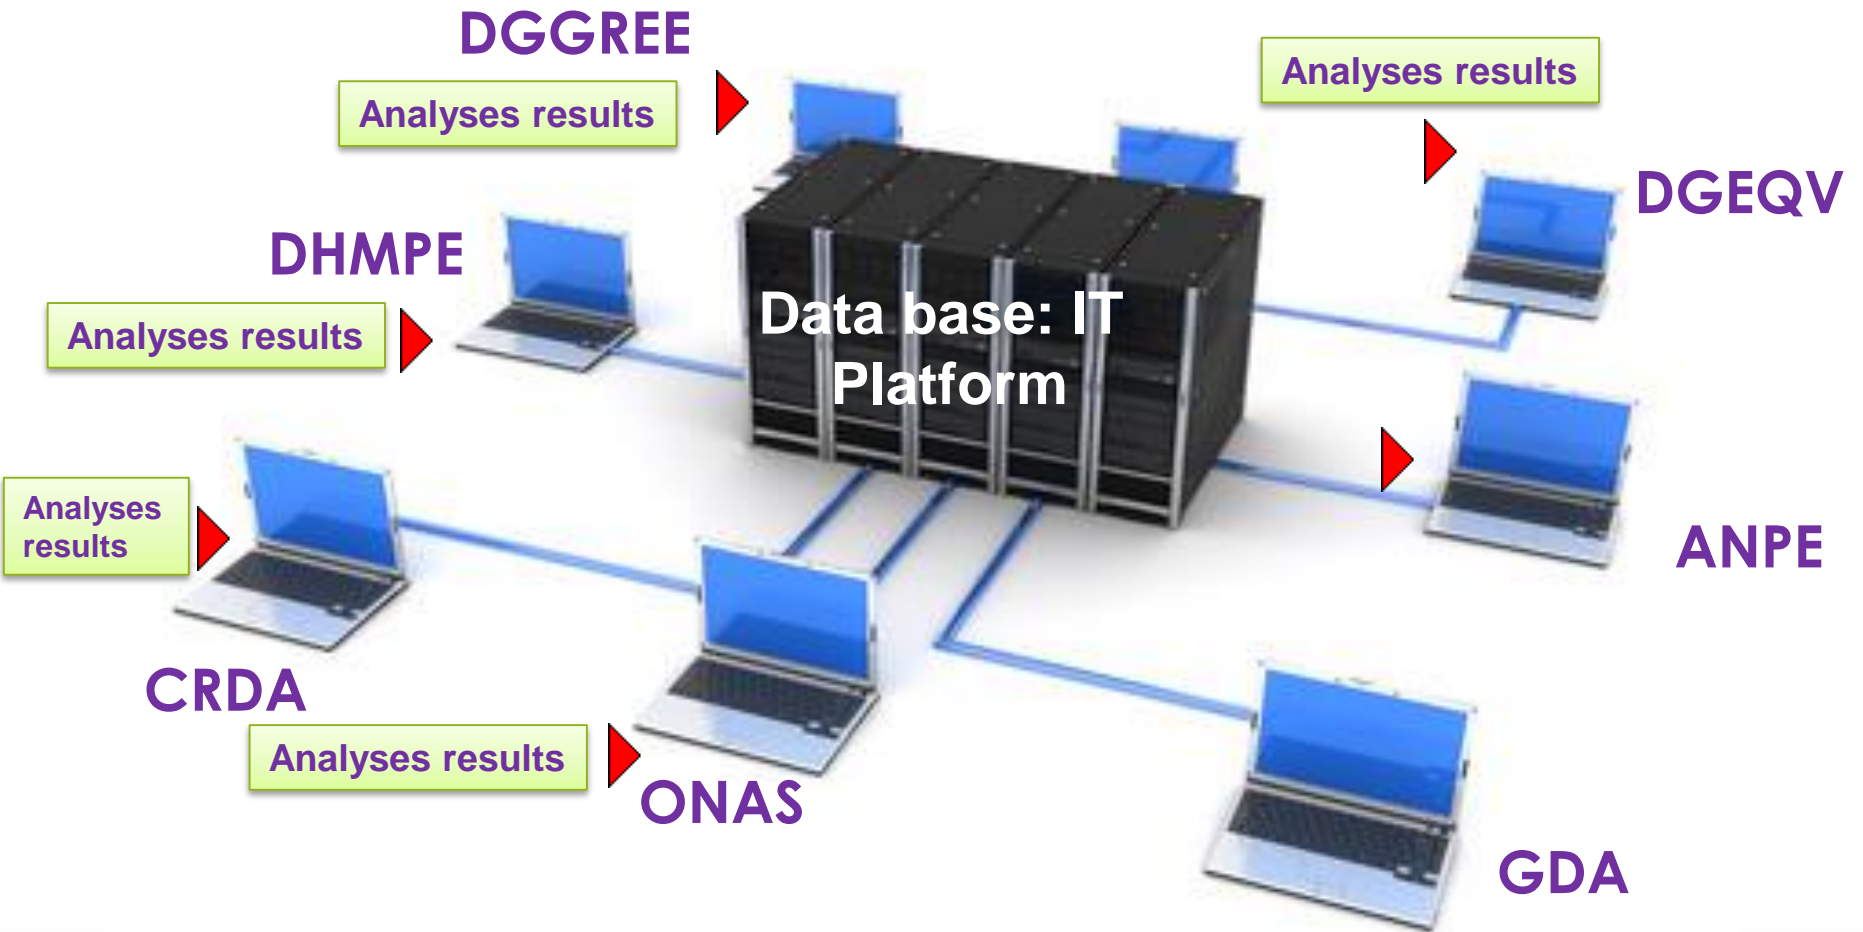 DGGREE
Analyses results
Analyses results
DGEQV
DHMPE
Analyses results
Data base: IT
Platform
Analyses
results
ANPE
CRDA
Analyses results
ONAS
GDA